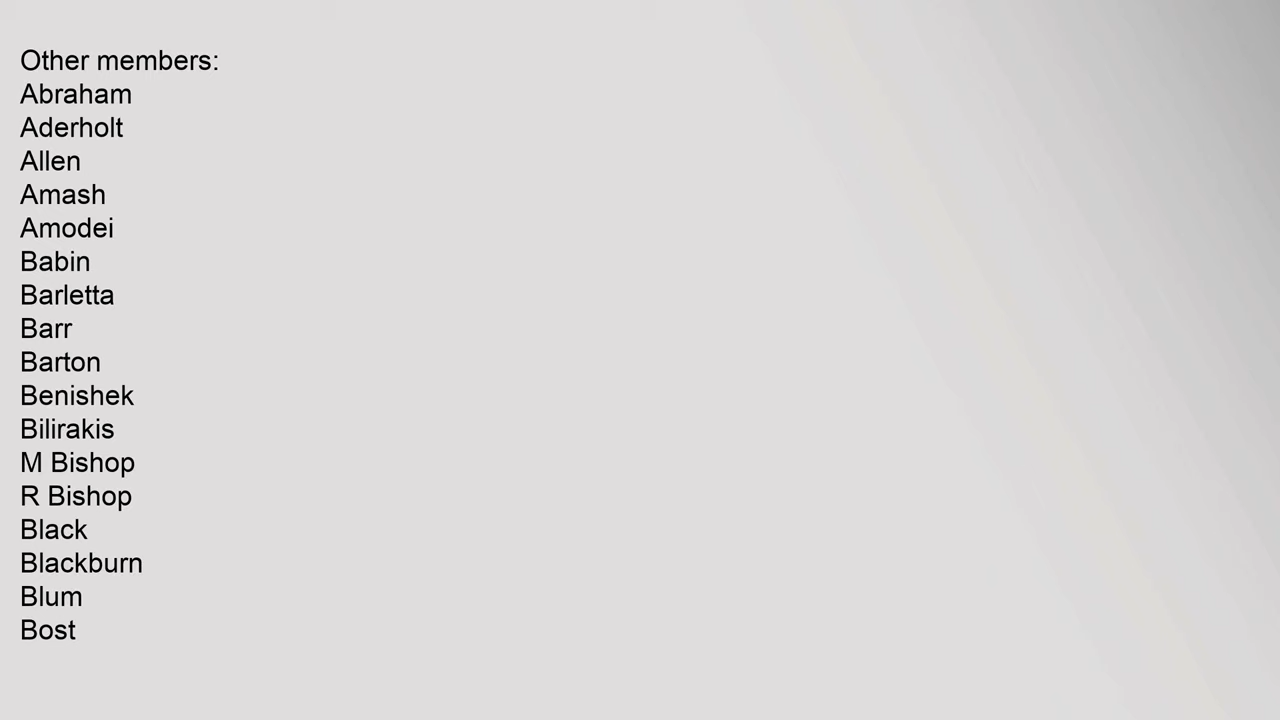 Other members:
Abraham
Aderholt
Allen
Amash
Amodei
Babin
Barletta
Barr
Barton
Benishek
Bilirakis
M Bishop
R Bishop
Black
Blackburn
Blum
Bost